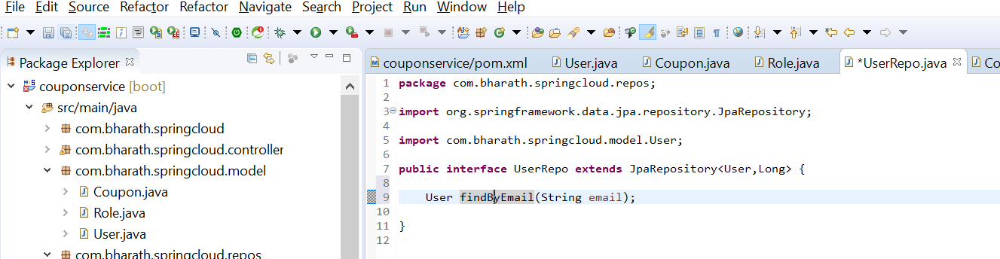 File Edit Source Refactor Refactor Navigate Search Project Run Window Help
Package Explorer
couponservice [boot]
src/main/java
com.bharath.springcloud
com.bharath.springcloud.controller
com.bharath.springcloud.model
Coupon.java
Role.java
User.java
com.bharath.springcloud.repos
couponservice/pom.xml User.java Coupon.java Role.java *UserRepo.java Co
1 package com.bharath.springcloud.repos;
2
3 import org.springframework.data.jpa.repository.JpaRepository;
4
5 import com.bharath.springcloud.model.User;
6
7 public interface UserRepo extends JpaRepository<User,Long> {
8
9 User findByEmail(String email);
10
11 }
12